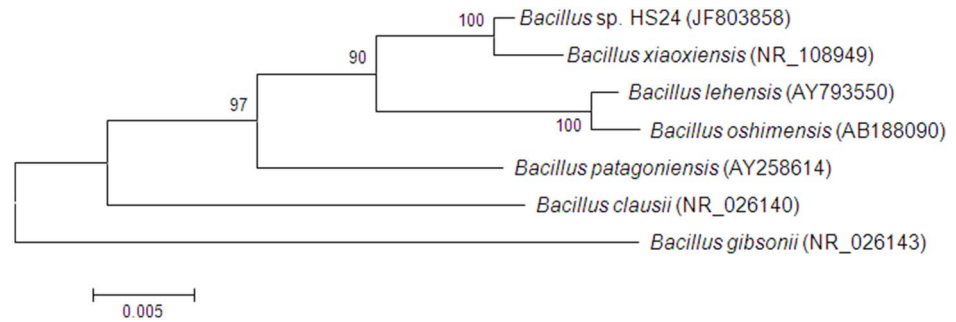 100
Bacillus sp. HS24 (JF803858)
Bacillus xiaoxiensis (NR_108949)
90
Bacillus lehensis (AY793550)
97
100
Bacillus oshimensis (AB188090)
Bacillus patagoniensis (AY258614)
Bacillus clausii (NR_026140)
Bacillus gibsonii (NR_026143)
0.005